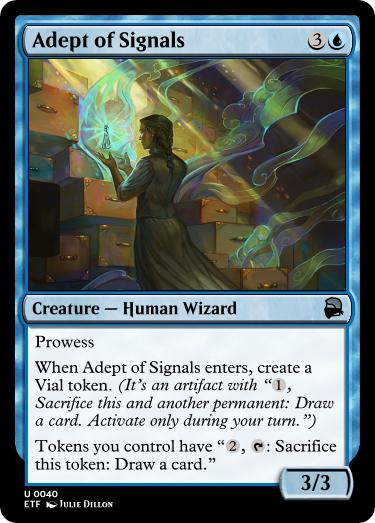 Adept of Signals 3
Creature — Human Wizard
Prowess
When Adept of Signals enters, create a
Vial token. (It's an artifact with "1,
Sacrifice this and another permanent: Draw
a card. Activate only during your turn.")
Tokens you control have "2, : Sacrifice
this token: Draw a card."
3/3
U 0040
ETF JULIE DILLON